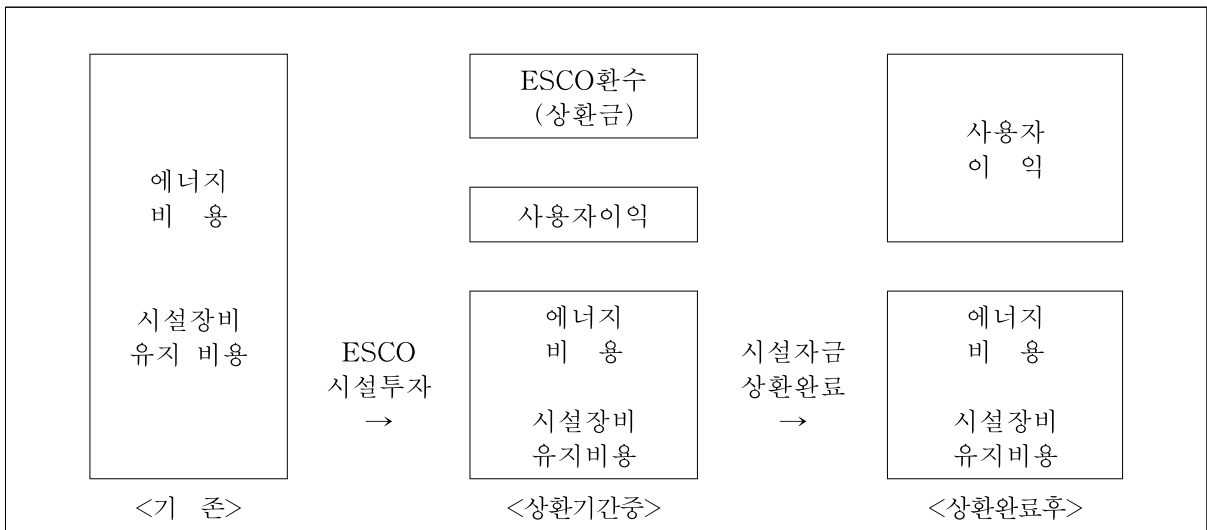 에너지
비 용
시설장비
유지 비용
<기 존>
ESCO
시설투자
→
ESCO환수
(상환금)
사용자이익
에너지
비 용
시설장비
유지비용
<상환기간중>
시설자금
상환완료
→
사용자
이 익
에너지
비 용
시설장비
유지비용
<상환완료후>